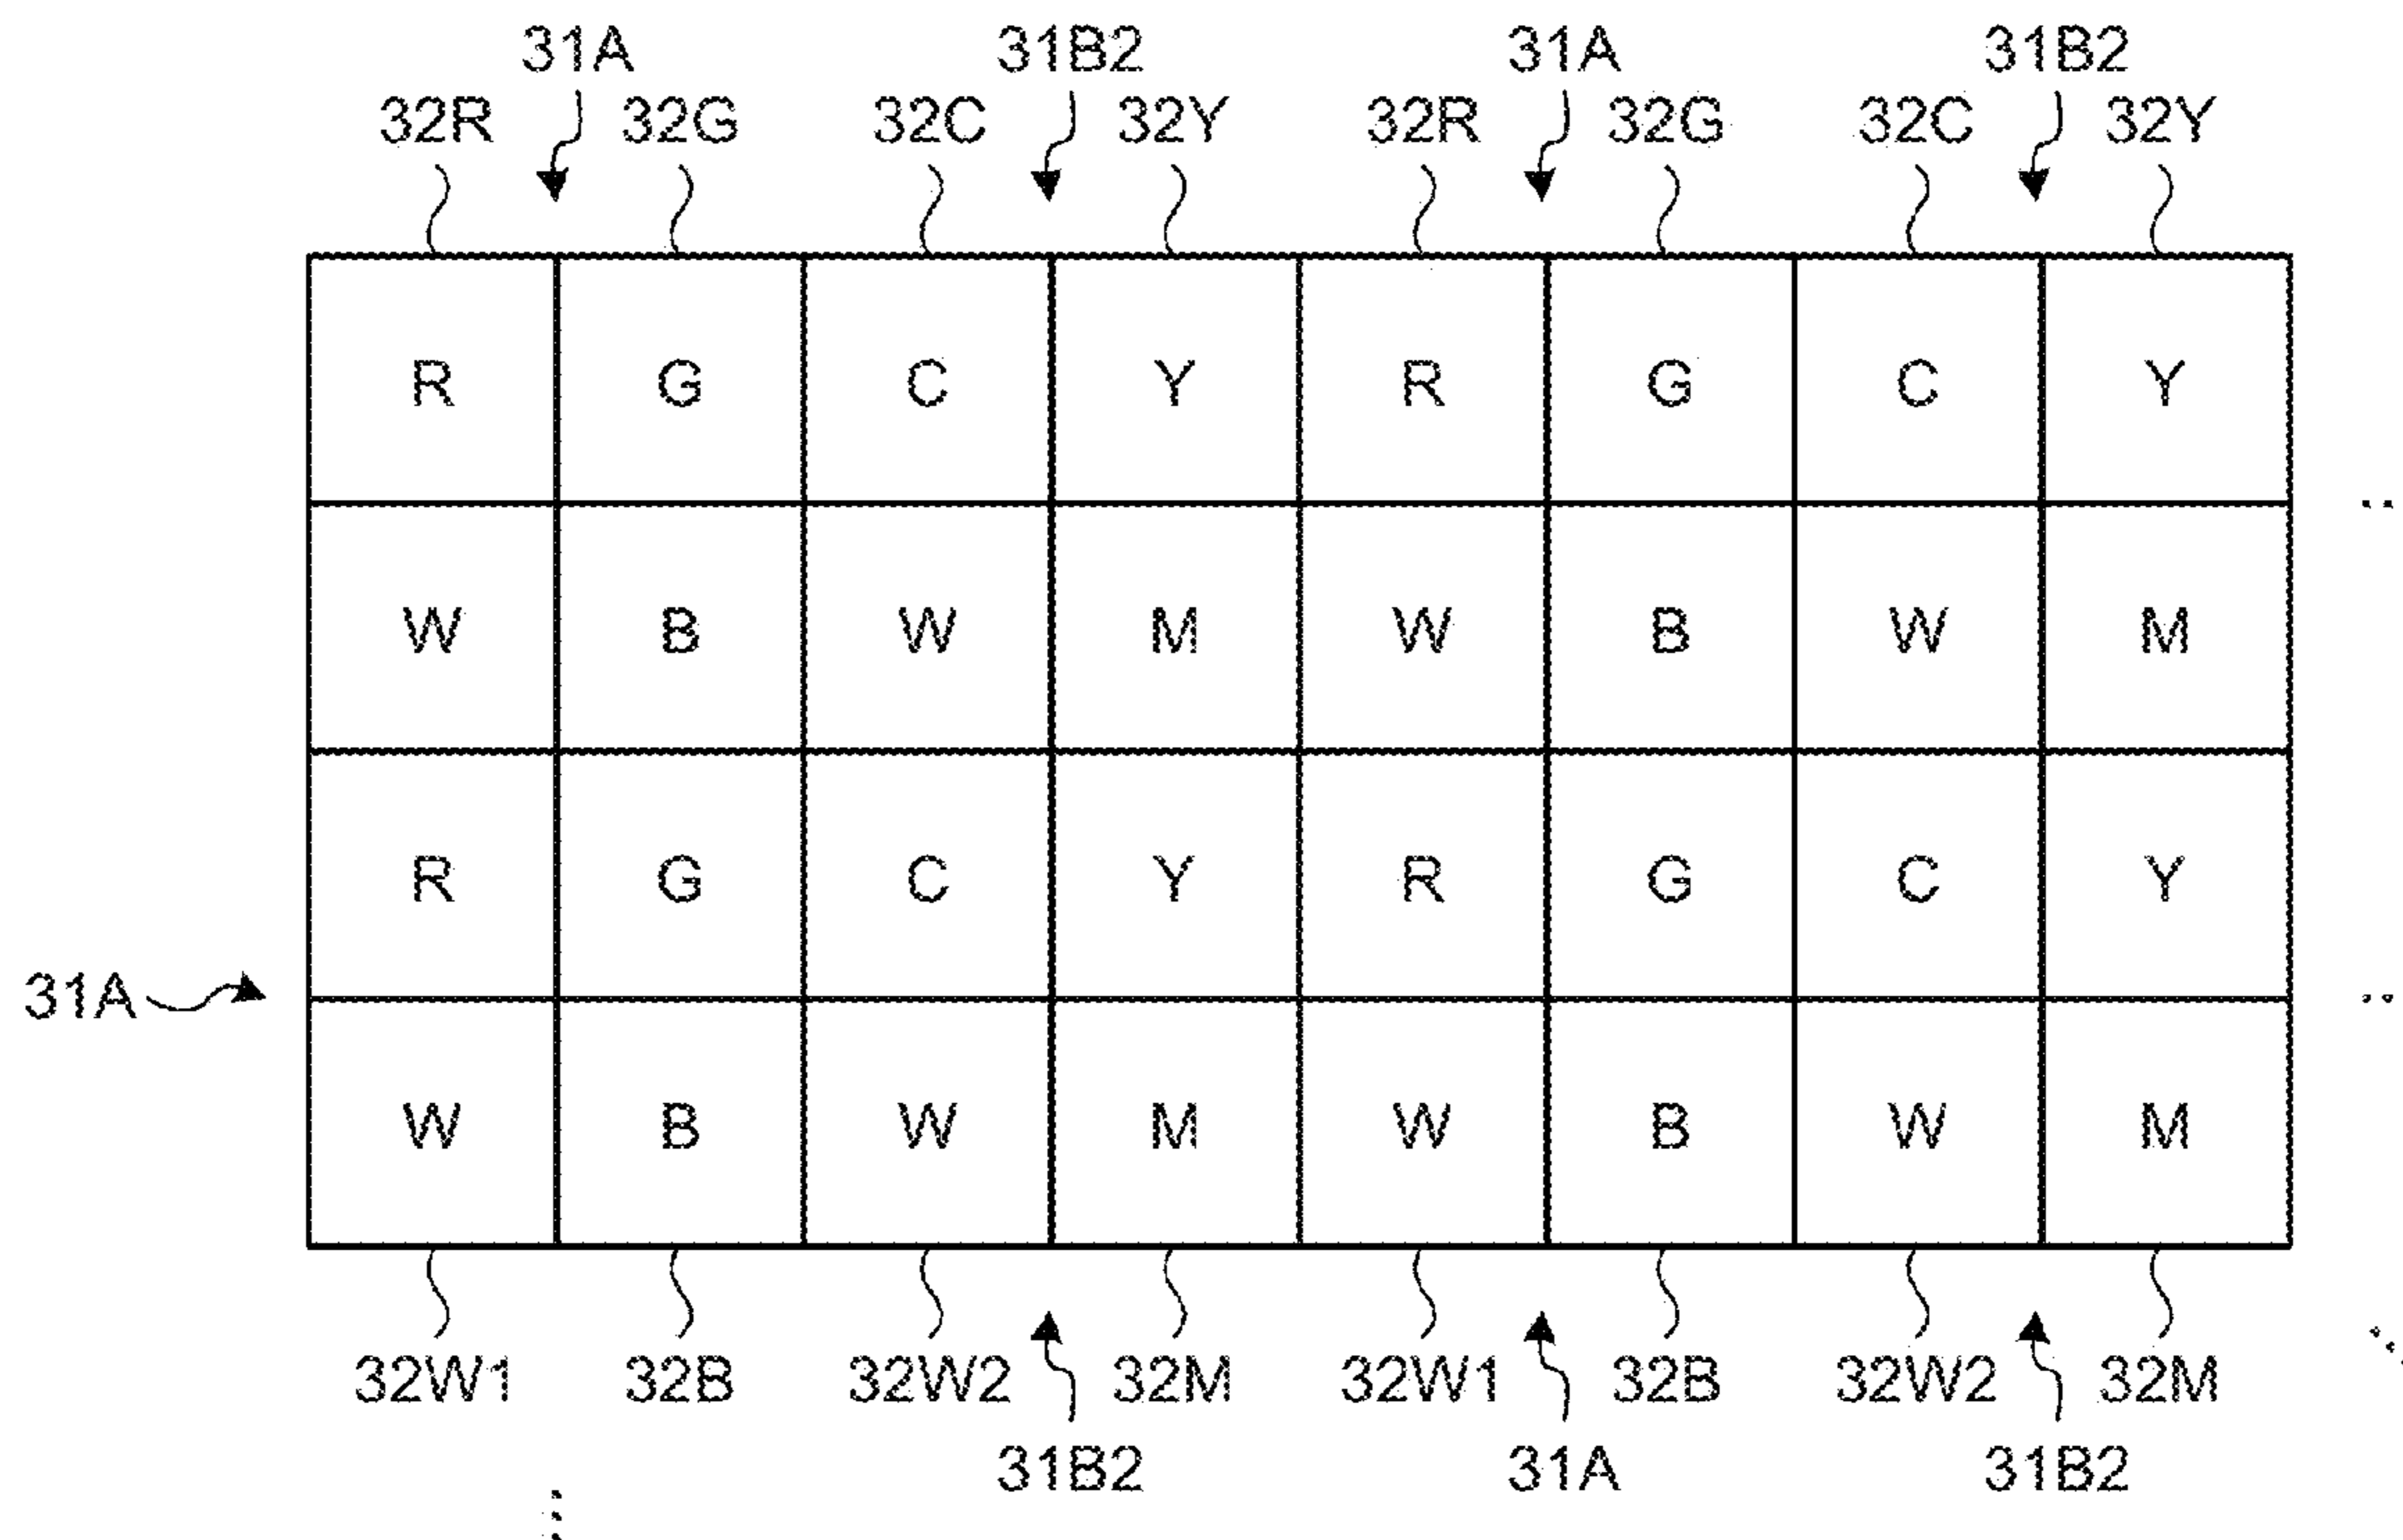 31A 31B2 31A 31B2
32R 32G 32C 32Y 32R 32G 32C 32Y
R G C Y R G C Y
W B W M W B W M
R G C Y R G C Y
31A
W B W M W B W M
32W1 32B 32W2 32M 32W1 32B 32W2 32M
31B2 31A 31B2